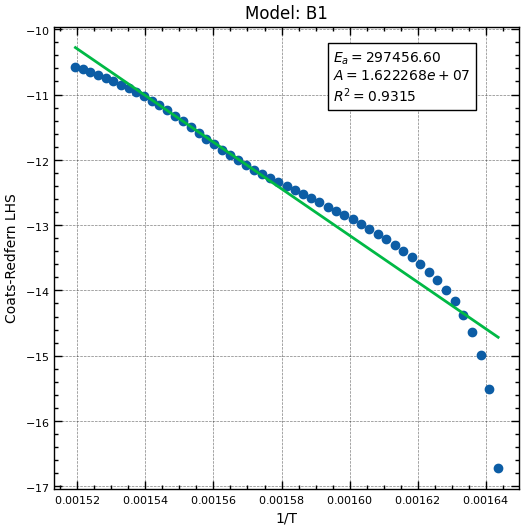 Model: B1
E_a = 297456.60
A = 1.622268e + 07
R^2 = 0.9315
−10
−11
−12
−13
−14
−15
−16
−17
Coats-Redfern LHS
0.00152 0.00154 0.00156 0.00158 0.00160 0.00162 0.00164
1/T